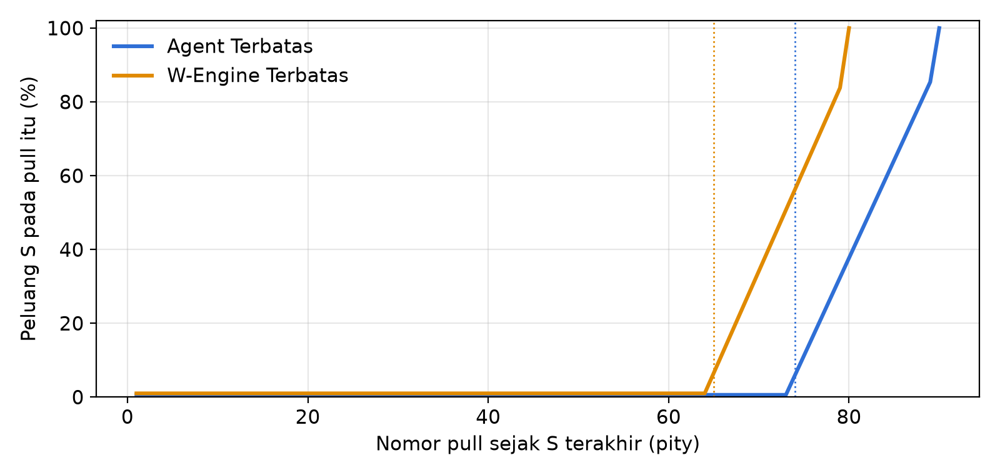 Agent Terbatas
W-Engine Terbatas
Peluang S pada pull itu (%)
100
80
60
40
20
0
0 20 40 60 80
Nomor pull sejak S terakhir (pity)